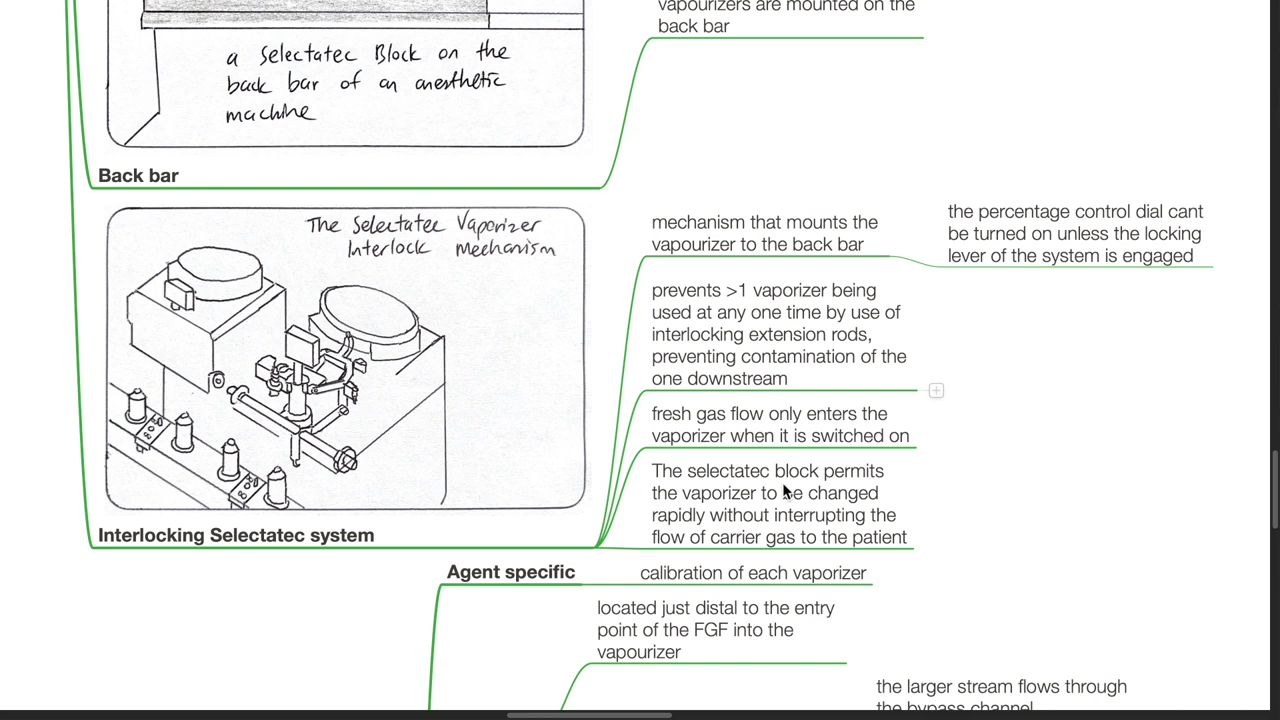 vapourizers are mounted on the
back bar
a Selectatec Block on the
back bar of an anesthetic
machine
Back bar
The Selectatec Vaporizer
Interlock Mechanism
mechanism that mounts the
vapourizer to the back bar
the percentage control dial cant
be turned on unless the locking
lever of the system is engaged
prevents >1 vaporizer being
used at any one time by use of
interlocking extension rods,
preventing contamination of the
one downstream
fresh gas flow only enters the
vaporizer when it is switched on
The selectatec block permits
the vaporizer to be changed
rapidly without interrupting the
flow of carrier gas to the patient
Interlocking Selectatec system
Agent specific
calibration of each vaporizer
located just distal to the entry
point of the FGF into the
vapourizer
the larger stream flows through
the bypass channel